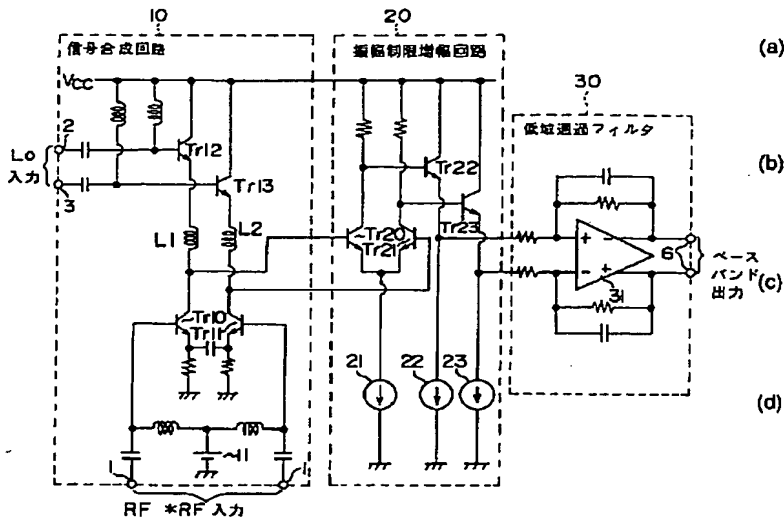 10
20
(a)
信号合成回路
振幅制限増幅回路
Vcc
30
低域通過フィルタ
2
Lo
入力
Tr12
Tr22
(b)
3
Tr13
Tr23
L1
L2
Tr20
Tr21
+ -
- +
31
6
ベース
バンド
出力
(c)
Tr10
Tr11
21
22
23
(d)
11
1
1
RF *RF 入力